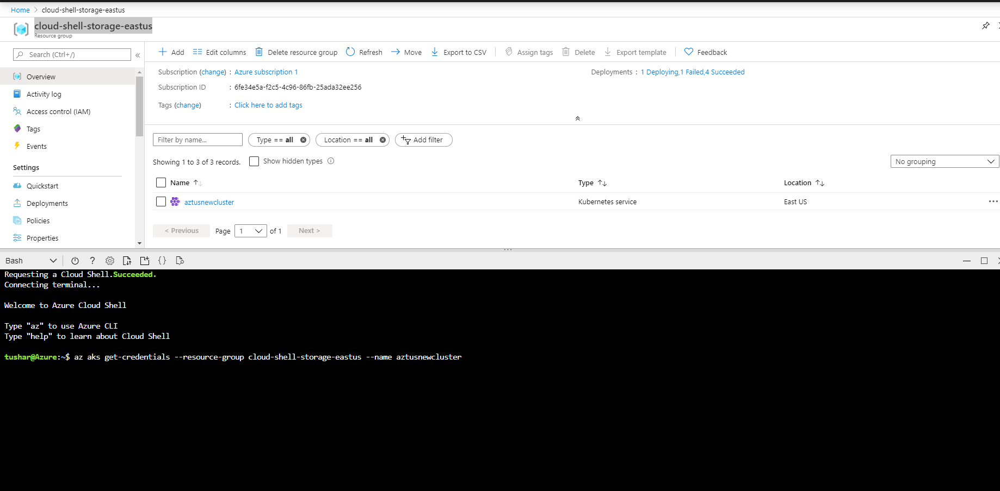 Home > cloud-shell-storage-eastus
cloud-shell-storage-eastus
Resource group
Search (Ctrl+/)
«
Add
Edit columns
Delete resource group
Refresh
Move
Export to CSV
Assign tags
Delete
Export template
Feedback
Overview
Activity log
Access control (IAM)
Tags
Events
Settings
Quickstart
Deployments
Policies
Properties
Subscription (change) : Azure subscription 1
Deployments : 1 Deploying,1 Failed,4 Succeeded
Subscription ID : 6fe34e5a-f2c5-4c96-86fb-25ada32ee256
Tags (change) : Click here to add tags
Filter by name...
Type == all
Location == all
Add filter
Showing 1 to 3 of 3 records.
Show hidden types
No grouping
Name
Type
Location
aztusnewcluster
Kubernetes service
East US
< Previous
Page 1 of 1
Next >
Bash
?
{}
Requesting a Cloud Shell.Succeeded.
Connecting terminal...
Welcome to Azure Cloud Shell
Type "az" to use Azure CLI
Type "help" to learn about Cloud Shell
tushar@Azure:~$ az aks get-credentials --resource-group cloud-shell-storage-eastus --name aztusnewcluster